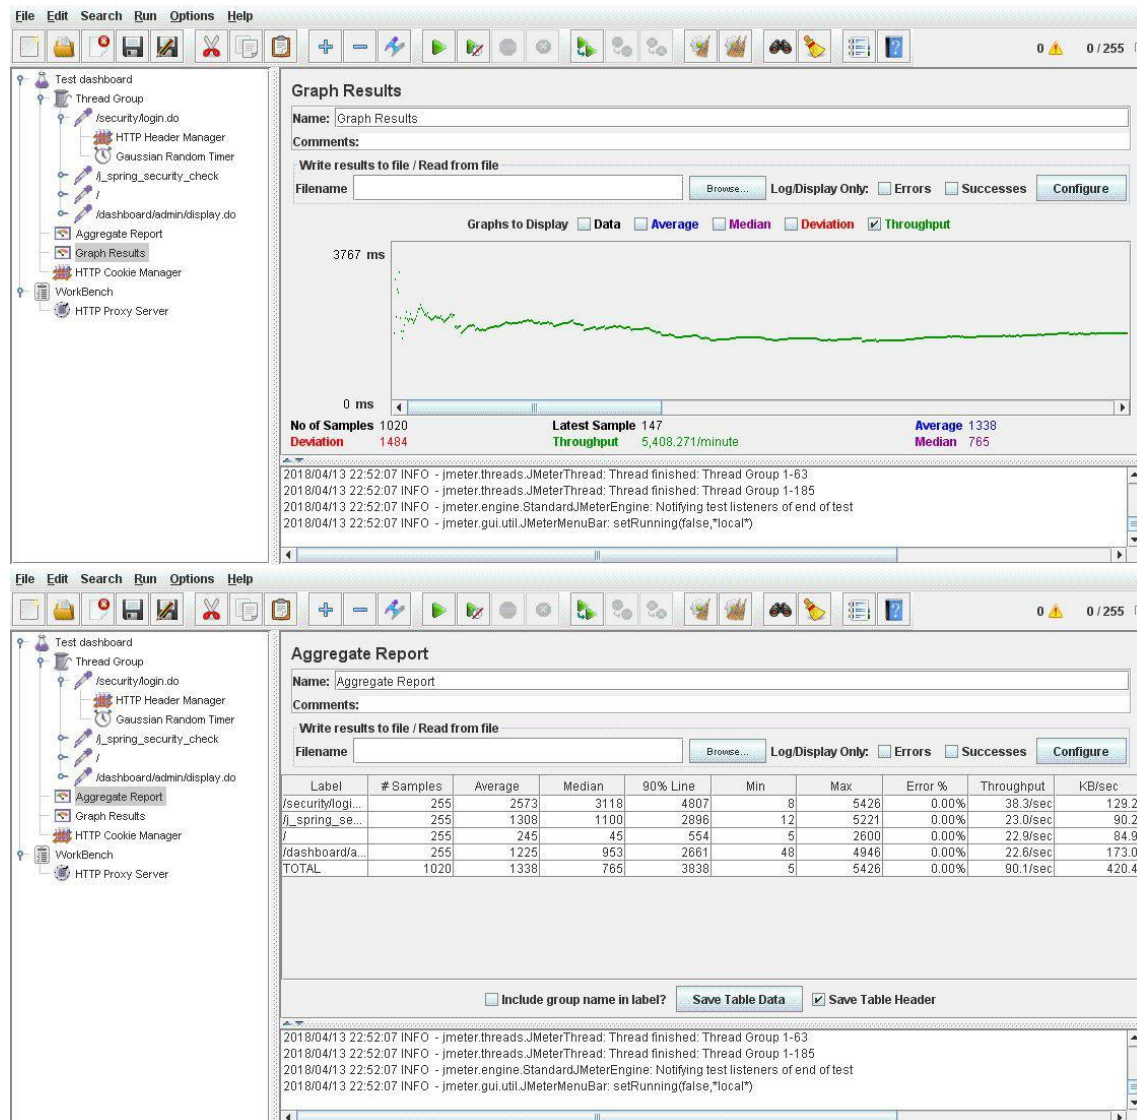 File Edit Search Run Options Help
0 0 / 255
Test dashboard
Thread Group
/security/login.do
HTTP Header Manager
Gaussian Random Timer
/j_spring_security_check
/
/dashboard/admin/display.do
Aggregate Report
Graph Results
HTTP Cookie Manager
WorkBench
HTTP Proxy Server
Graph Results
Name: Graph Results
Comments:
Write results to file / Read from file
Filename Browse... Log/Display Only: Errors Successes Configure
Graphs to Display Data Average Median Deviation Throughput
3767 ms
0 ms
No of Samples 1020 Latest Sample 147 Average 1338
Deviation 1484 Throughput 5,408.271/minute Median 765
2018/04/13 22:52:07 INFO - jmeter.threads.JMeterThread: Thread finished: Thread Group 1-63
2018/04/13 22:52:07 INFO - jmeter.threads.JMeterThread: Thread finished: Thread Group 1-185
2018/04/13 22:52:07 INFO - jmeter.engine.StandardJMeterEngine: Notifying test listeners of end of test
2018/04/13 22:52:07 INFO - jmeter.gui.util.JMeterMenuBar: setRunning(false,*local*)
File Edit Search Run Options Help
0 0 / 255
Test dashboard
Thread Group
/security/login.do
HTTP Header Manager
Gaussian Random Timer
/j_spring_security_check
/
/dashboard/admin/display.do
Aggregate Report
Graph Results
HTTP Cookie Manager
WorkBench
HTTP Proxy Server
Aggregate Report
Name: Aggregate Report
Comments:
Write results to file / Read from file
Filename Browse... Log/Display Only: Errors Successes Configure
Label # Samples Average Median 90% Line Min Max Error % Throughput KB/sec
/security/logi... 255 2573 3118 4807 8 5426 0.00% 38.3/sec 129.2
/j_spring_se... 255 1308 1100 2896 12 5221 0.00% 23.0/sec 90.2
/ 255 245 45 554 5 2600 0.00% 22.9/sec 84.9
/dashboard/a... 255 1225 953 2661 48 4946 0.00% 22.6/sec 173.0
TOTAL 1020 1338 765 3838 5 5426 0.00% 90.1/sec 420.4
Include group name in label? Save Table Data Save Table Header
2018/04/13 22:52:07 INFO - jmeter.threads.JMeterThread: Thread finished: Thread Group 1-63
2018/04/13 22:52:07 INFO - jmeter.threads.JMeterThread: Thread finished: Thread Group 1-185
2018/04/13 22:52:07 INFO - jmeter.engine.StandardJMeterEngine: Notifying test listeners of end of test
2018/04/13 22:52:07 INFO - jmeter.gui.util.JMeterMenuBar: setRunning(false,*local*)